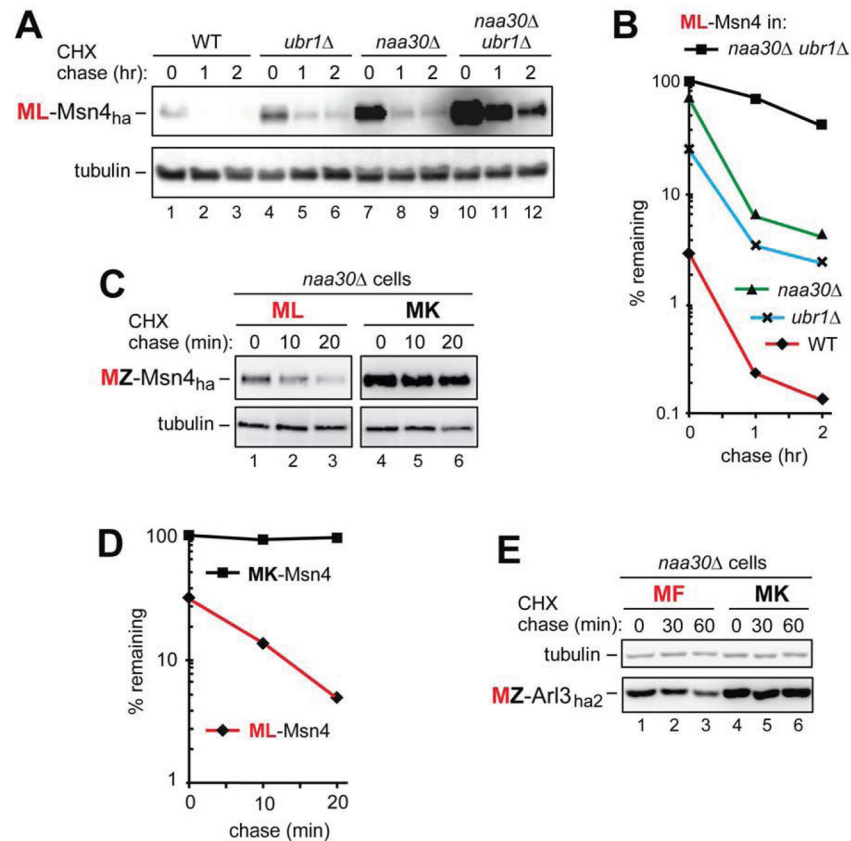 A
WT ubr1Δ naa30Δ naa30Δ ubr1Δ
CHX chase (hr): 0 1 2 0 1 2 0 1 2 0 1 2
ML-Msn4ha
tubulin
1 2 3 4 5 6 7 8 9 10 11 12
B
ML-Msn4 in:
naa30Δ ubr1Δ
100
10
1
0.1
% remaining
naa30Δ
ubr1Δ
WT
0 1 2
chase (hr)
C
naa30Δ cells
ML MK
CHX chase (min): 0 10 20 0 10 20
MZ-Msn4ha
tubulin
1 2 3 4 5 6
D
100
10
1
% remaining
MK-Msn4
ML-Msn4
0 10 20
chase (min)
E
naa30Δ cells
MF MK
CHX chase (min): 0 30 60 0 30 60
tubulin
MZ-Arl3ha2
1 2 3 4 5 6